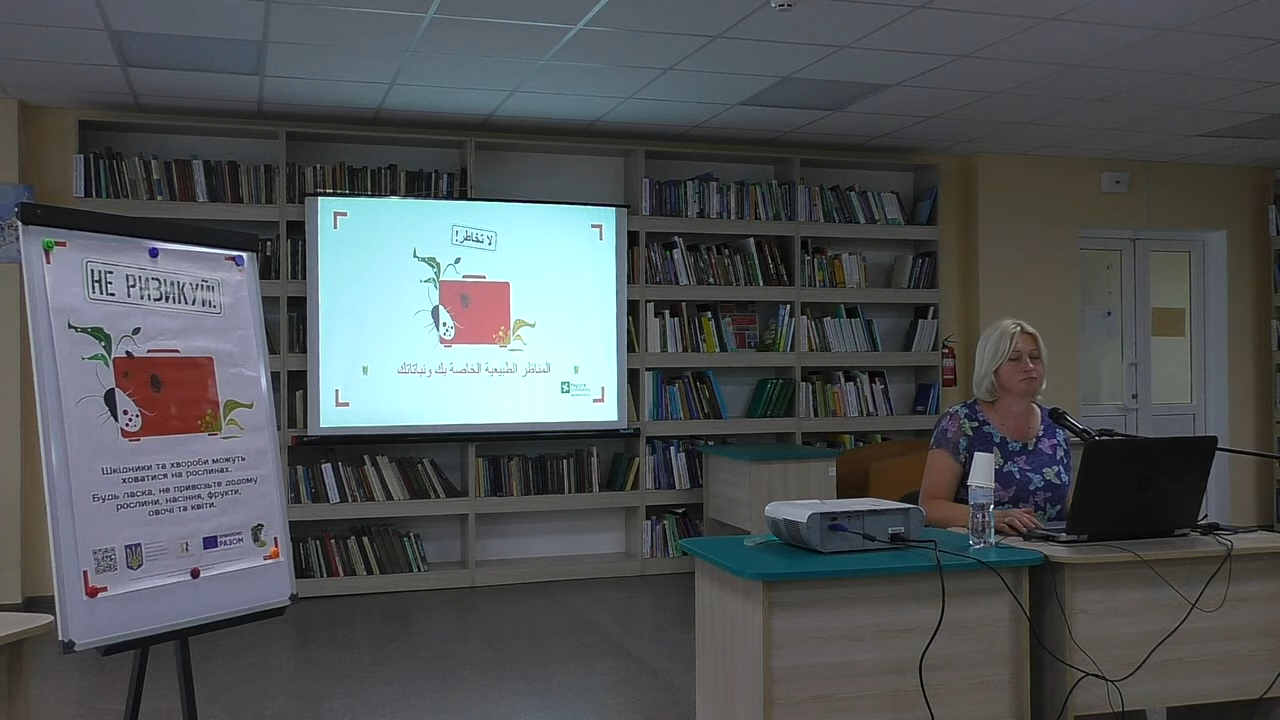 НЕ РИЗИКУЙ!
Шкідники та хвороби можуть
ховатися на рослинах.
Будь ласка, не привозьте додому
рослини, насіння, фрукти,
овочі та квіти.
РАЗОМ
لا تخاطر!
المناظر الطبيعية الخاصة بك ونباتاتك
Regione